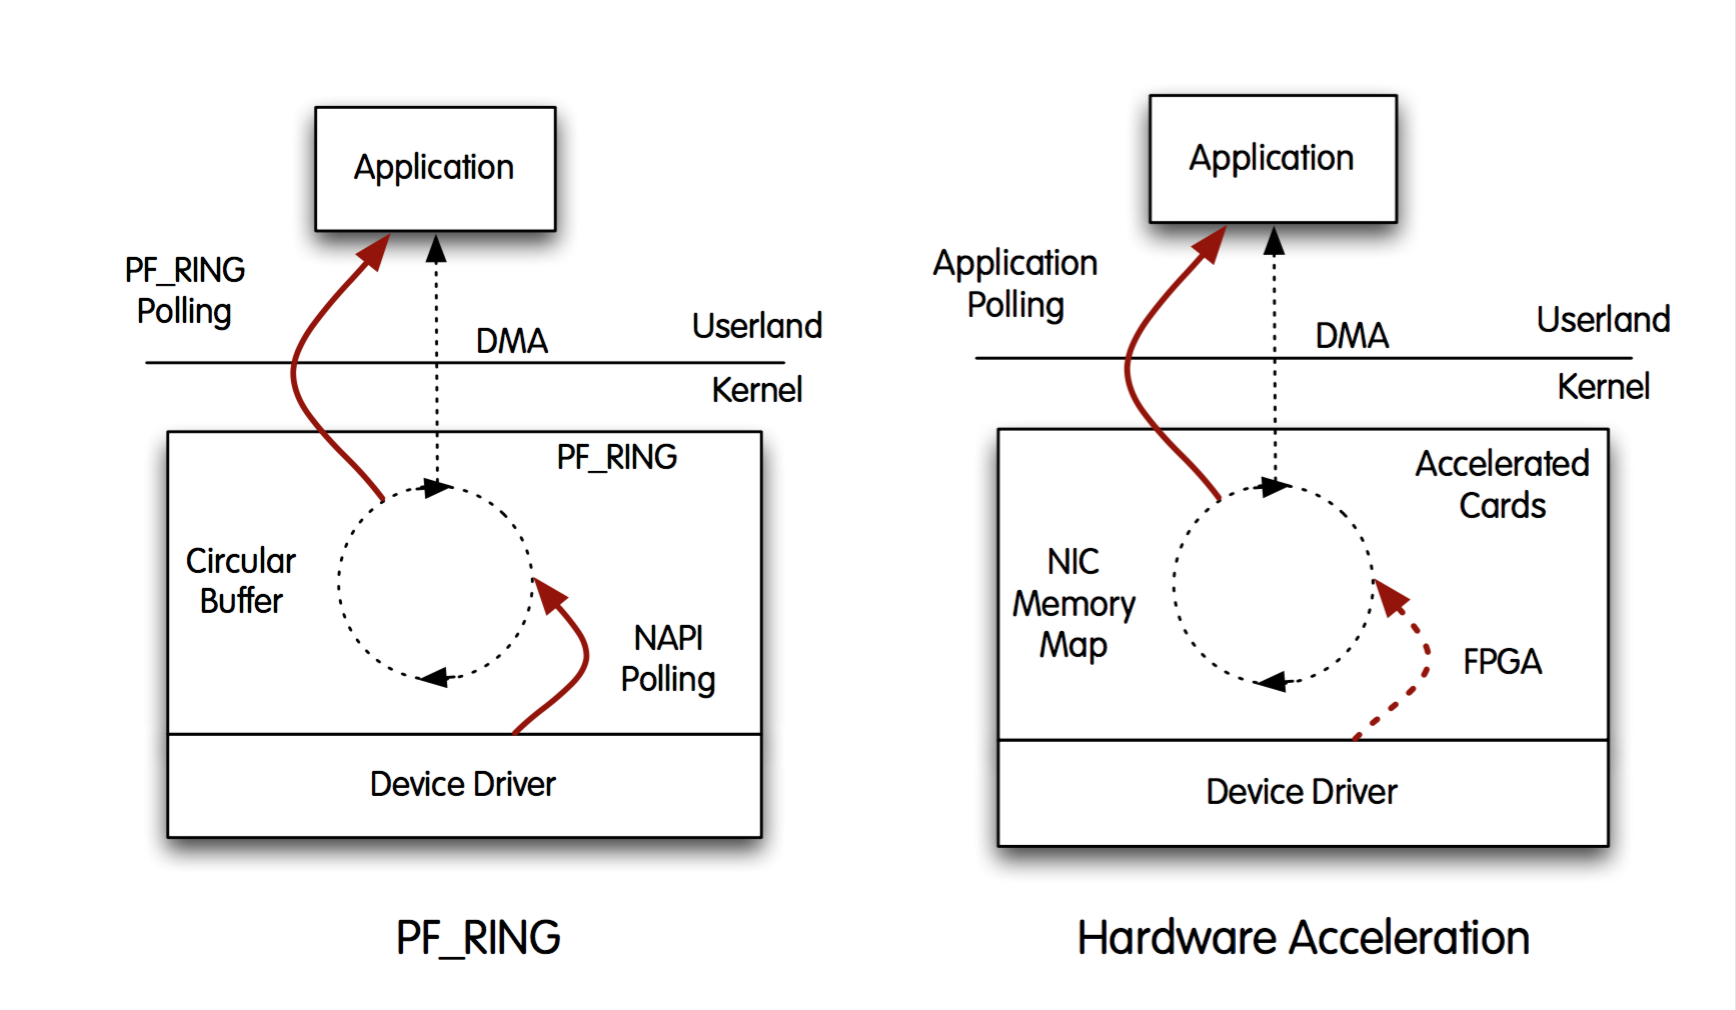 Application
PF_RING
Polling
DMA
Userland
Kernel
PF_RING
Circular
Buffer
NAPI
Polling
Device Driver
PF_RING
Application
Application
Polling
DMA
Userland
Kernel
Accelerated
Cards
NIC
Memory
Map
FPGA
Device Driver
Hardware Acceleration